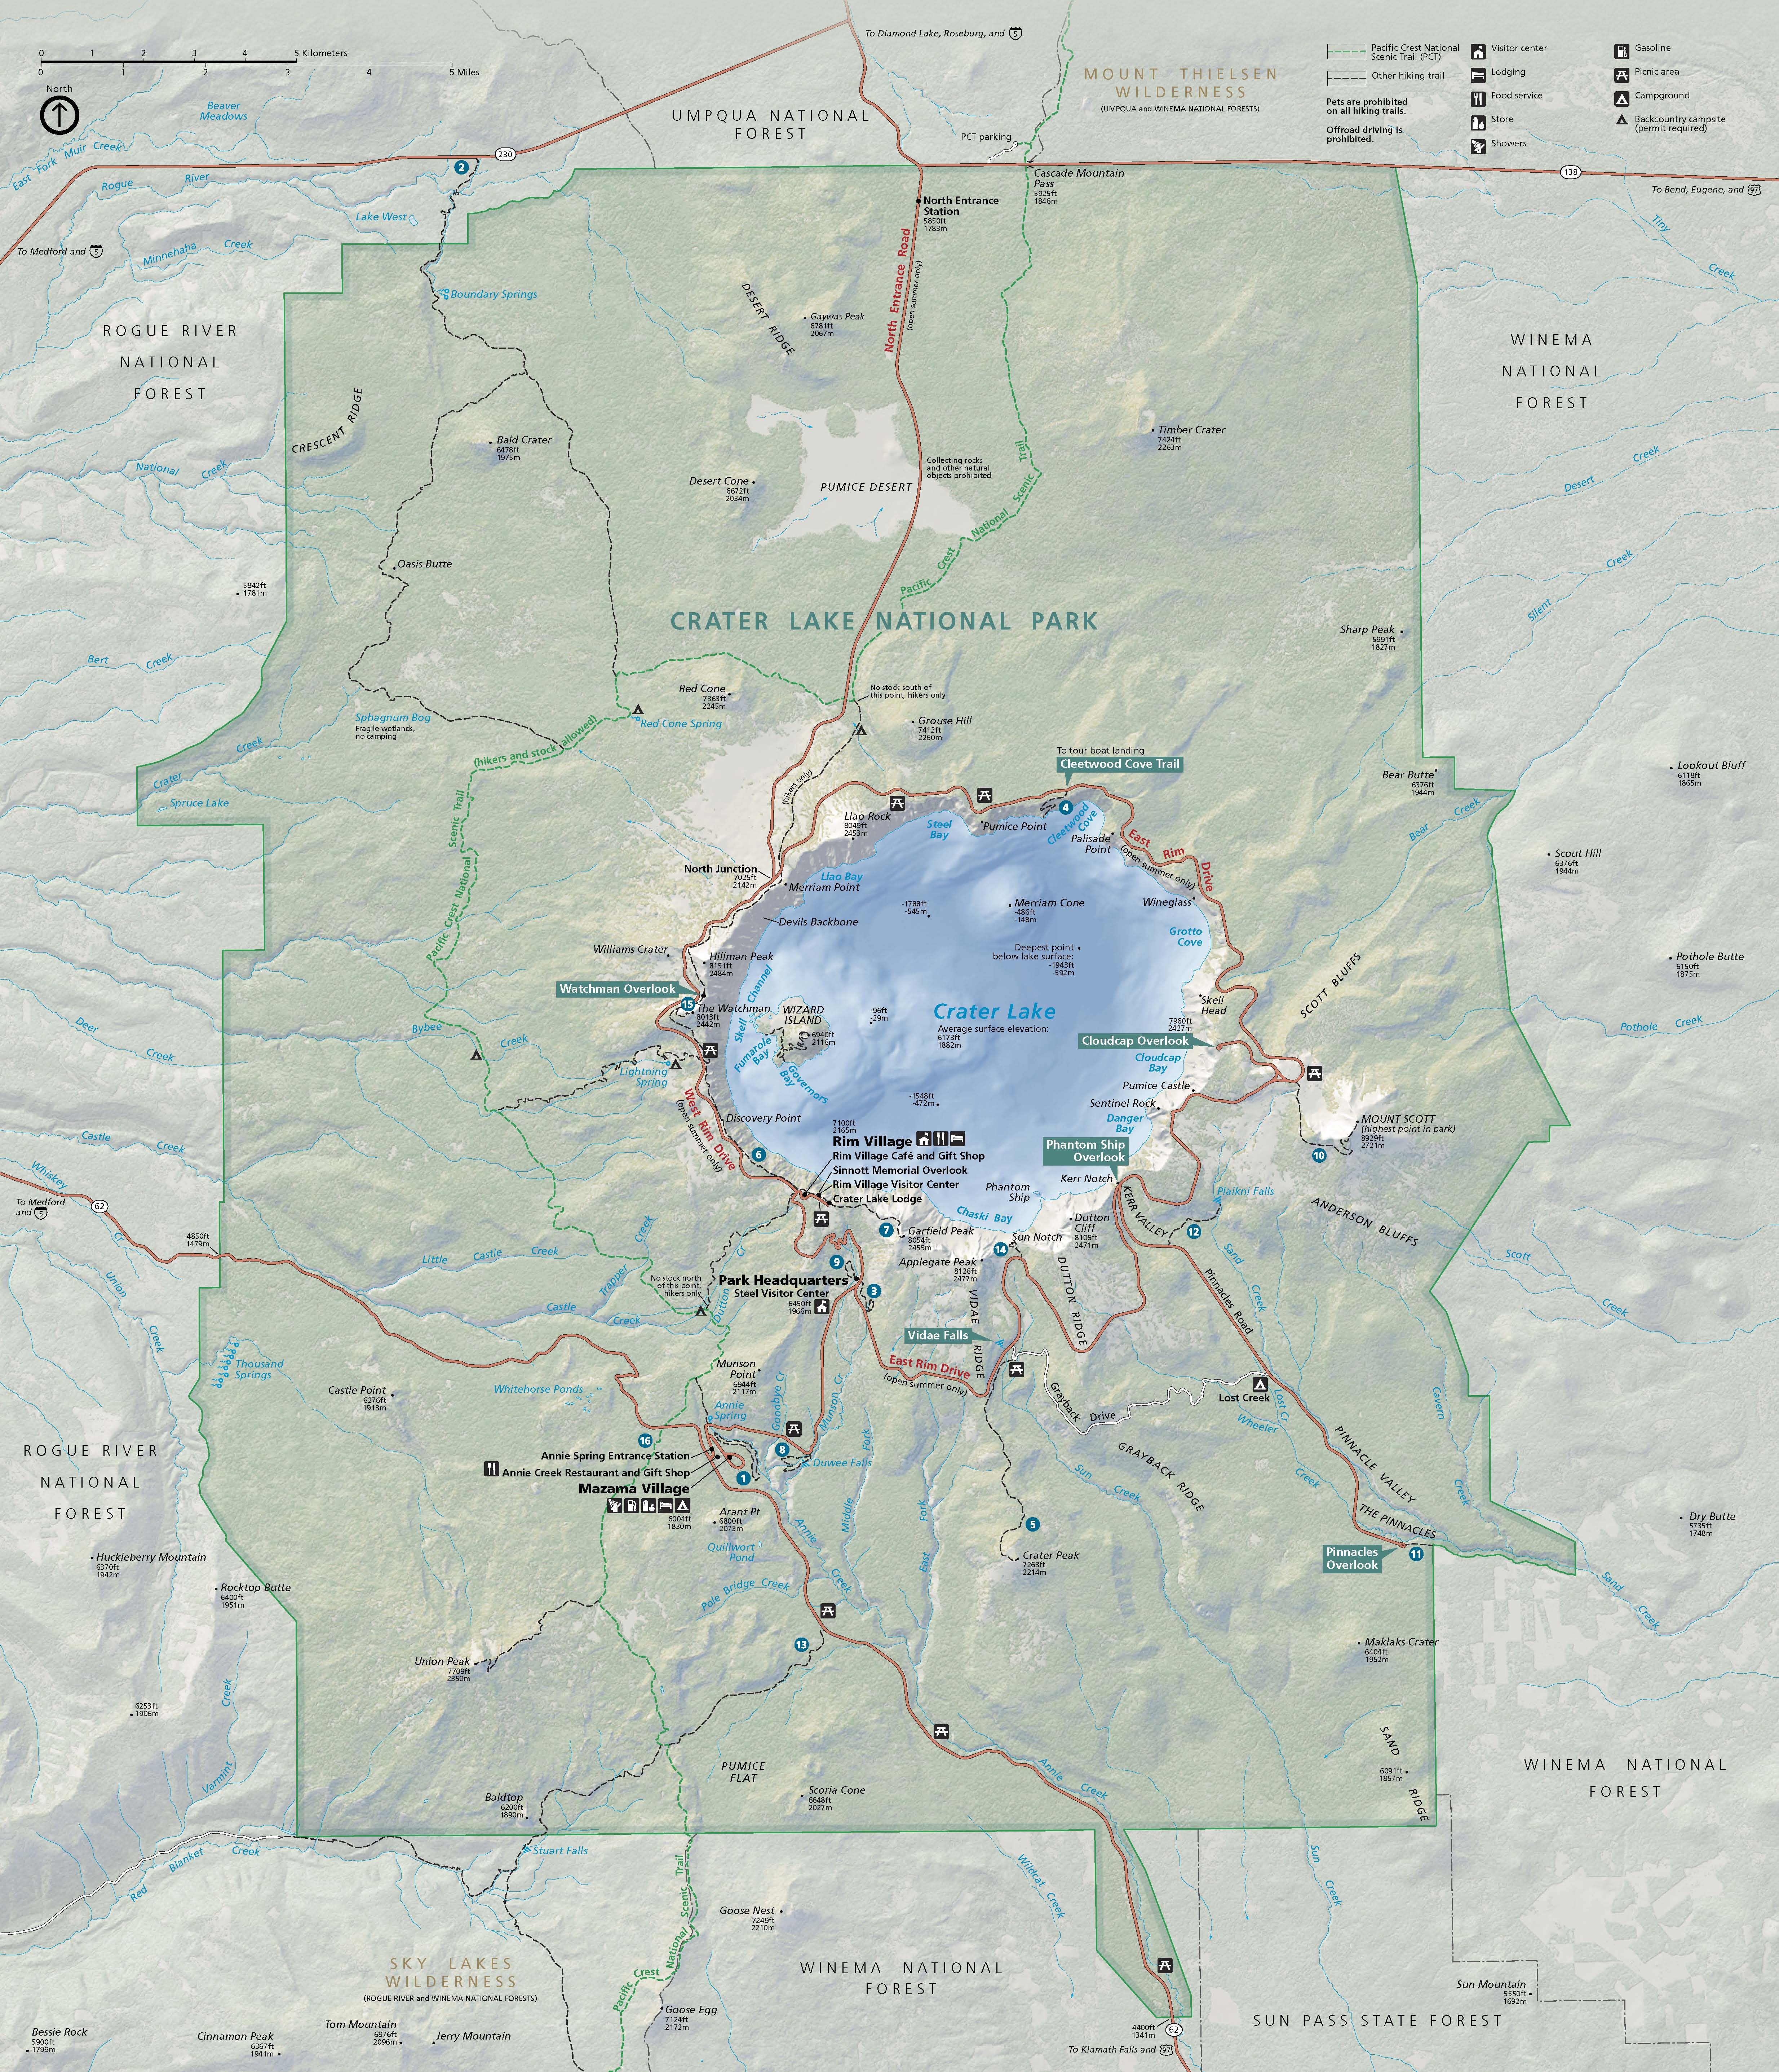 0 1 2 3 4 5 Kilometers
0 1 2 3 4 5 Miles
North
To Diamond Lake, Roseburg, and 5
MOUNT THIELSEN
WILDERNESS
(UMPQUA and WINEMA NATIONAL FORESTS)
Pacific Crest National
Scenic Trail (PCT)
Other hiking trail
Pets are prohibited
on all hiking trails.
Offroad driving is
prohibited.
Visitor center
Lodging
Food service
Store
Showers
Gasoline
Picnic area
Campground
Backcountry campsite
(permit required)
Beaver
Meadows
UMPQUA NATIONAL
FOREST
PCT parking
East Fork Muir Creek
230
2
138
To Bend, Eugene, and 97
Rogue River
Cascade Mountain
Pass
5925ft
1846m
North Entrance
Station
5850ft
1783m
Lake West
Tiny Creek
To Medford and 5
Minnehaha Creek
North Entrance Road
(open summer only)
Boundary Springs
DESERT RIDGE
Gaywas Peak
6781ft
2067m
ROGUE RIVER
NATIONAL
FOREST
WINEMA
NATIONAL
FOREST
CRESCENT RIDGE
Bald Crater
6478ft
1975m
Timber Crater
7424ft
2263m
National Creek
Desert Cone
6672ft
2034m
PUMICE DESERT
Collecting rocks
and other natural
objects prohibited
Desert Creek
Pacific Crest National Scenic Trail
Oasis Butte
5842ft
1781m
Silent Creek
CRATER LAKE NATIONAL PARK
Sharp Peak
5991ft
1827m
Bert Creek
Red Cone
7363ft
2245m
No stock south of
this point, hikers only
Sphagnum Bog
Fragile wetlands,
no camping
Red Cone Spring
Grouse Hill
7412ft
2260m
(hikers and stock allowed)
Crater Creek
Spruce Lake
To tour boat landing
Cleetwood Cove Trail
4
Bear Butte
6376ft
1944m
Lookout Bluff
6118ft
1865m
Bear Creek
(hikers only)
Llao Rock
8049ft
2453m
Steel
Bay
Pumice Point
Cleetwood
Cove
Palisade
Point
East Rim Drive
(open summer only)
Scout Hill
6376ft
1944m
Pacific Crest National Scenic Trail
North Junction
7025ft
2142m
Llao Bay
Merriam Point
-1788ft
-545m
Merriam Cone
-486ft
-148m
Wineglass
Devils Backbone
Grotto
Cove
Williams Crater
Hillman Peak
8151ft
2484m
Deepest point
below lake surface:
-1943ft
-592m
SCOTT BLUFFS
Pothole Butte
6150ft
1875m
Watchman Overlook
15
The Watchman
8013ft
2442m
Skell Channel
WIZARD
ISLAND
6940ft
2116m
-96ft
-29m
Crater Lake
Average surface elevation:
6173ft
1882m
Skell
Head
7960ft
2427m
Cloudcap Overlook
Cloudcap
Bay
Deer Creek
Bybee Creek
Pothole Creek
Fumarole
Bay
Governors
Bay
Lightning
Spring
Pumice Castle
Sentinel Rock
Danger
Bay
-1548ft
-472m
West Rim Drive
(open summer only)
Discovery Point
6
MOUNT SCOTT
(highest point in park)
8929ft
2721m
10
7100ft
2165m
Rim Village
Rim Village Café and Gift Shop
Sinnott Memorial Overlook
Rim Village Visitor Center
Crater Lake Lodge
Phantom Ship
Overlook
Kerr Notch
Phantom
Ship
Chaski Bay
Castle Creek
Whiskey Cr
To Medford
and 5
62
4850ft
1479m
KERR VALLEY
Plaikni Falls
12
ANDERSON BLUFFS
Scott Creek
7
Garfield Peak
8054ft
2455m
Dutton
Cliff
8106ft
2471m
14
Sun Notch
Applegate Peak
8126ft
2477m
Little Castle Creek
Trapper Creek
No stock north
of this point,
hikers only
Dutton Cr
9
Park Headquarters
Steel Visitor Center
6450ft
1966m
3
Sand Creek
Union Creek
Castle Creek
VIDAE RIDGE
DUTTON RIDGE
Pinnacles Road
Vidae Falls
Thousand
Springs
Castle Point
6276ft
1913m
Whitehorse Ponds
Munson
Point
6944ft
2117m
East Rim Drive
(open summer only)
Grayback Drive
Lost Creek
Lost Cr
Wheeler Creek
Cavern Creek
Annie
Spring
Goodbye Cr
Munson Cr
16
Annie Spring Entrance Station
Annie Creek Restaurant and Gift Shop
Mazama Village
6004ft
1830m
1
8
Duwee Falls
Middle Fork
East Fork
Sun Creek
GRAYBACK RIDGE
PINNACLE VALLEY
THE PINNACLES
Pinnacles
Overlook
11
ROGUE RIVER
NATIONAL
FOREST
Arant Pt
6800ft
2073m
Quillwort
Pond
Annie Creek
5
Crater Peak
7263ft
2214m
Dry Butte
5735ft
1748m
Sand Creek
Huckleberry Mountain
6370ft
1942m
Rocktop Butte
6400ft
1951m
Pole Bridge Creek
13
Union Peak
7709ft
2350m
Maklaks Crater
6404ft
1952m
6253ft
1906m
Varmint Creek
PUMICE
FLAT
Scoria Cone
6648ft
2027m
Annie Creek
SAND RIDGE
6091ft
1857m
WINEMA NATIONAL
FOREST
Baldtop
6200ft
1890m
Stuart Falls
Red Blanket Creek
Wildcat Creek
Sun Creek
Goose Nest
7249ft
2210m
Pacific Crest National Scenic Trail
SKY LAKES
WILDERNESS
(ROGUE RIVER and WINEMA NATIONAL FORESTS)
WINEMA NATIONAL
FOREST
Sun Mountain
5550ft
1692m
Goose Egg
7124ft
2172m
SUN PASS STATE FOREST
Bessie Rock
5900ft
1799m
Cinnamon Peak
6367ft
1941m
Tom Mountain
6876ft
2096m
Jerry Mountain
4400ft
1341m
62
To Klamath Falls and 97